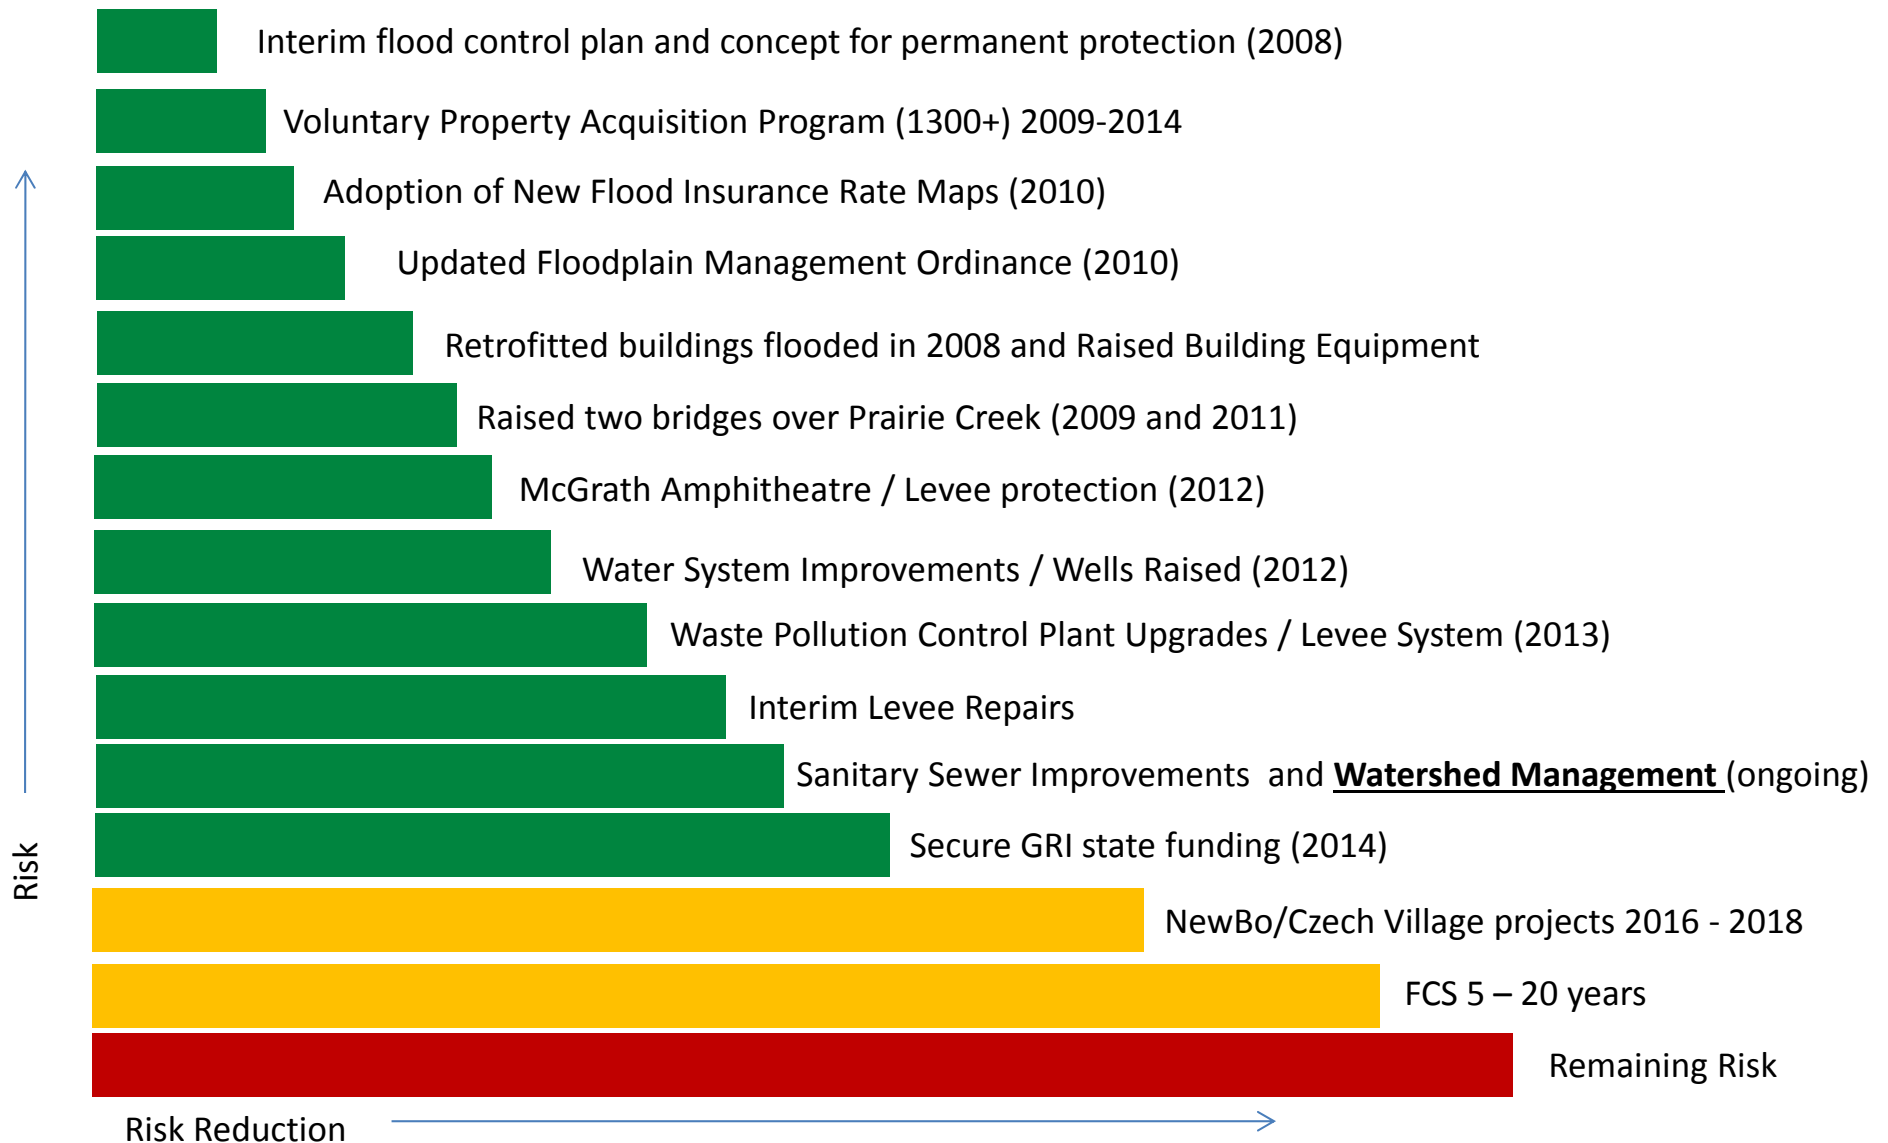 Interim flood control plan and concept for permanent protection (2008)
Voluntary Property Acquisition Program (1300+) 2009-2014
Adoption of New Flood Insurance Rate Maps (2010)
Updated Floodplain Management Ordinance (2010)
Retrofitted buildings flooded in 2008 and Raised Building Equipment
Raised two bridges over Prairie Creek (2009 and 2011)
McGrath Amphitheatre / Levee protection (2012)
Water System Improvements / Wells Raised (2012)
Waste Pollution Control Plant Upgrades / Levee System (2013)
Interim Levee Repairs
Sanitary Sewer Improvements  and Watershed Management (ongoing)
Secure GRI state funding (2014)
NewBo/Czech Village projects 2016 - 2018
FCS 5 – 20 years
Remaining Risk
Risk
Risk Reduction